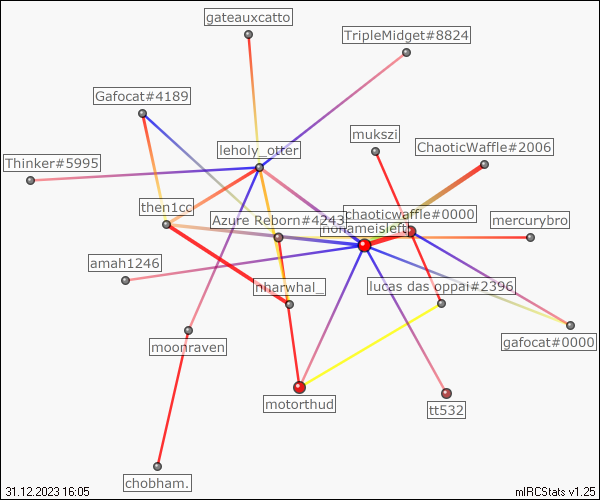 gateauxcatto
TripleMidget#8824
Gafocat#4189
mukszi
leholy_otter
ChaoticWaffle#2006
Thinker#5995
then1cc
chaoticwaffle#0000
Azure Reborn#4243
mercurybro
amah1246
nharwhal_
lucas das oppai#2396
moonraven
gafocat#0000
motorthud
tt532
chobham.
31.12.2023 16:05
mIRCStats v1.25